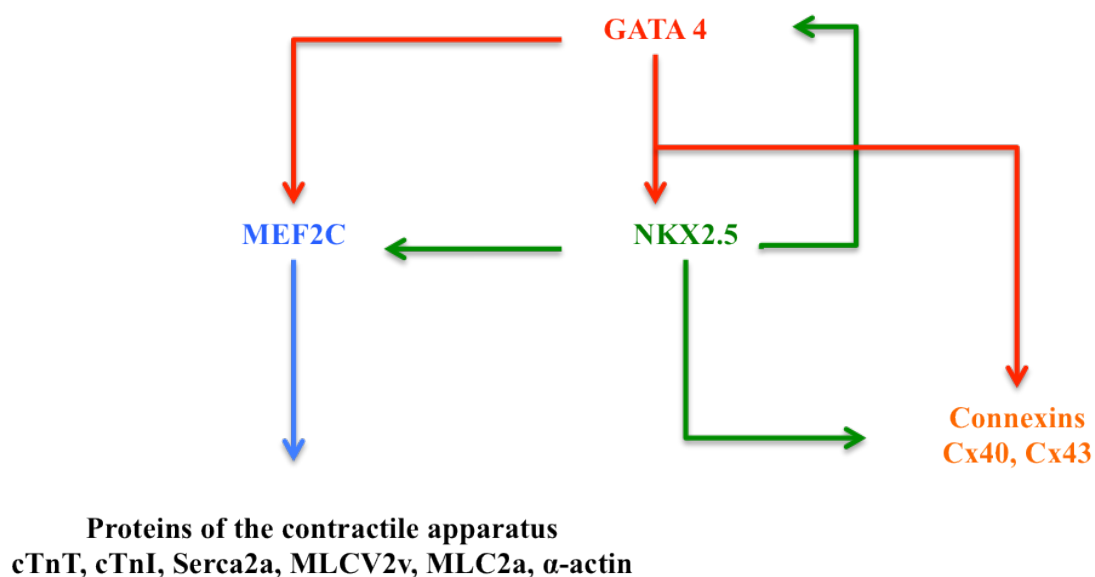 GATA 4
MEF2C
NKX2.5
Connexins
Cx40, Cx43
Proteins of the contractile apparatus
cTnT, cTnI, Serca2a, MLCV2v, MLC2a, α-actin